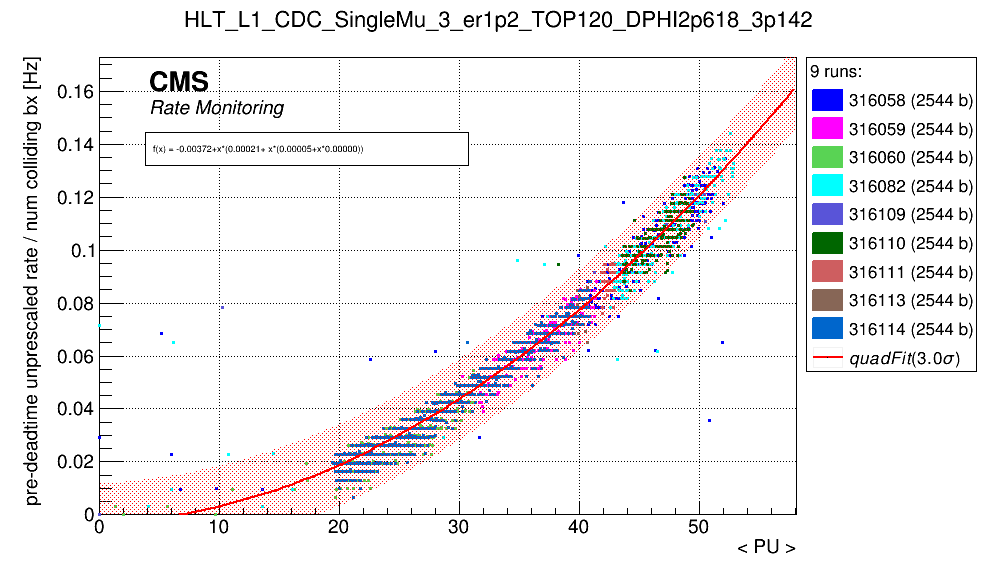 HLT_L1_CDC_SingleMu_3_er1p2_TOP120_DPHI2p618_3p142
pre-deadtime unprescaled rate / num colliding bx [Hz]
CMS
Rate Monitoring
f(x) = -0.00372+x*(0.00021+ x*(0.00005+x*0.00000))
0.16
0.14
0.12
0.1
0.08
0.06
0.04
0.02
0
0 10 20 30 40 50
< PU >
9 runs:
316058 (2544 b)
316059 (2544 b)
316060 (2544 b)
316082 (2544 b)
316109 (2544 b)
316110 (2544 b)
316111 (2544 b)
316113 (2544 b)
316114 (2544 b)
quadFit(3.0σ)